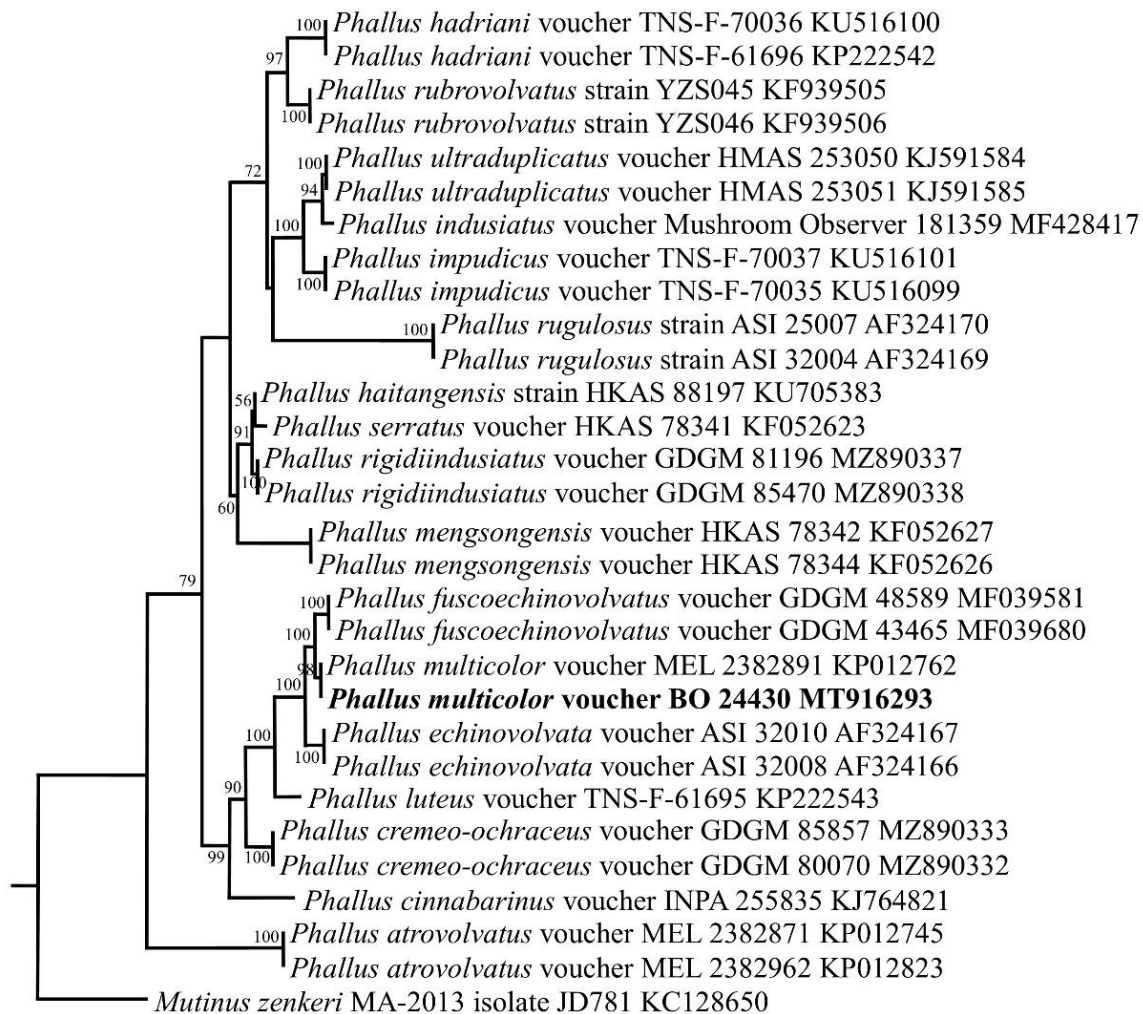 100 Phallus hadriani voucher TNS-F-70036 KU516100
Phallus hadriani voucher TNS-F-61696 KP222542
97
Phallus rubrovolvatus strain YZS045 KF939505
100 Phallus rubrovolvatus strain YZS046 KF939506
100 Phallus ultraduplicatus voucher HMAS 253050 KJ591584
72
94 Phallus ultraduplicatus voucher HMAS 253051 KJ591585
100 Phallus indusiatus voucher Mushroom Observer 181359 MF428417
Phallus impudicus voucher TNS-F-70037 KU516101
100 Phallus impudicus voucher TNS-F-70035 KU516099
100 Phallus rugulosus strain ASI 25007 AF324170
Phallus rugulosus strain ASI 32004 AF324169
56 Phallus haitangensis strain HKAS 88197 KU705383
91 Phallus serratus voucher HKAS 78341 KF052623
Phallus rigidiindusiatus voucher GDGM 81196 MZ890337
100 Phallus rigidiindusiatus voucher GDGM 85470 MZ890338
60
Phallus mengsongensis voucher HKAS 78342 KF052627
Phallus mengsongensis voucher HKAS 78344 KF052626
79
100 Phallus fuscoechinovolvatus voucher GDGM 48589 MF039581
100 Phallus fuscoechinovolvatus voucher GDGM 43465 MF039680
98 Phallus multicolor voucher MEL 2382891 KP012762
100 Phallus multicolor voucher BO 24430 MT916293
Phallus echinovolvata voucher ASI 32010 AF324167
100 Phallus echinovolvata voucher ASI 32008 AF324166
100
90 Phallus luteus voucher TNS-F-61695 KP222543
Phallus cremeo-ochraceus voucher GDGM 85857 MZ890333
99 100 Phallus cremeo-ochraceus voucher GDGM 80070 MZ890332
Phallus cinnabarinus voucher INPA 255835 KJ764821
100 Phallus atrovolvatus voucher MEL 2382871 KP012745
Phallus atrovolvatus voucher MEL 2382962 KP012823
Mutinus zenkeri MA-2013 isolate JD781 KC128650